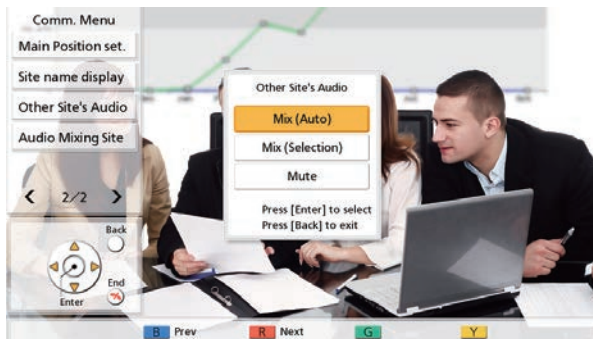 Comm. Menu
Main Position set.
Site name display
Other Site's Audio
Audio Mixing Site
2/2
Back
End
Enter
Other Site's Audio
Mix (Auto)
Mix (Selection)
Mute
Press [Enter] to select
Press [Back] to exit
B Prev R Next G Y